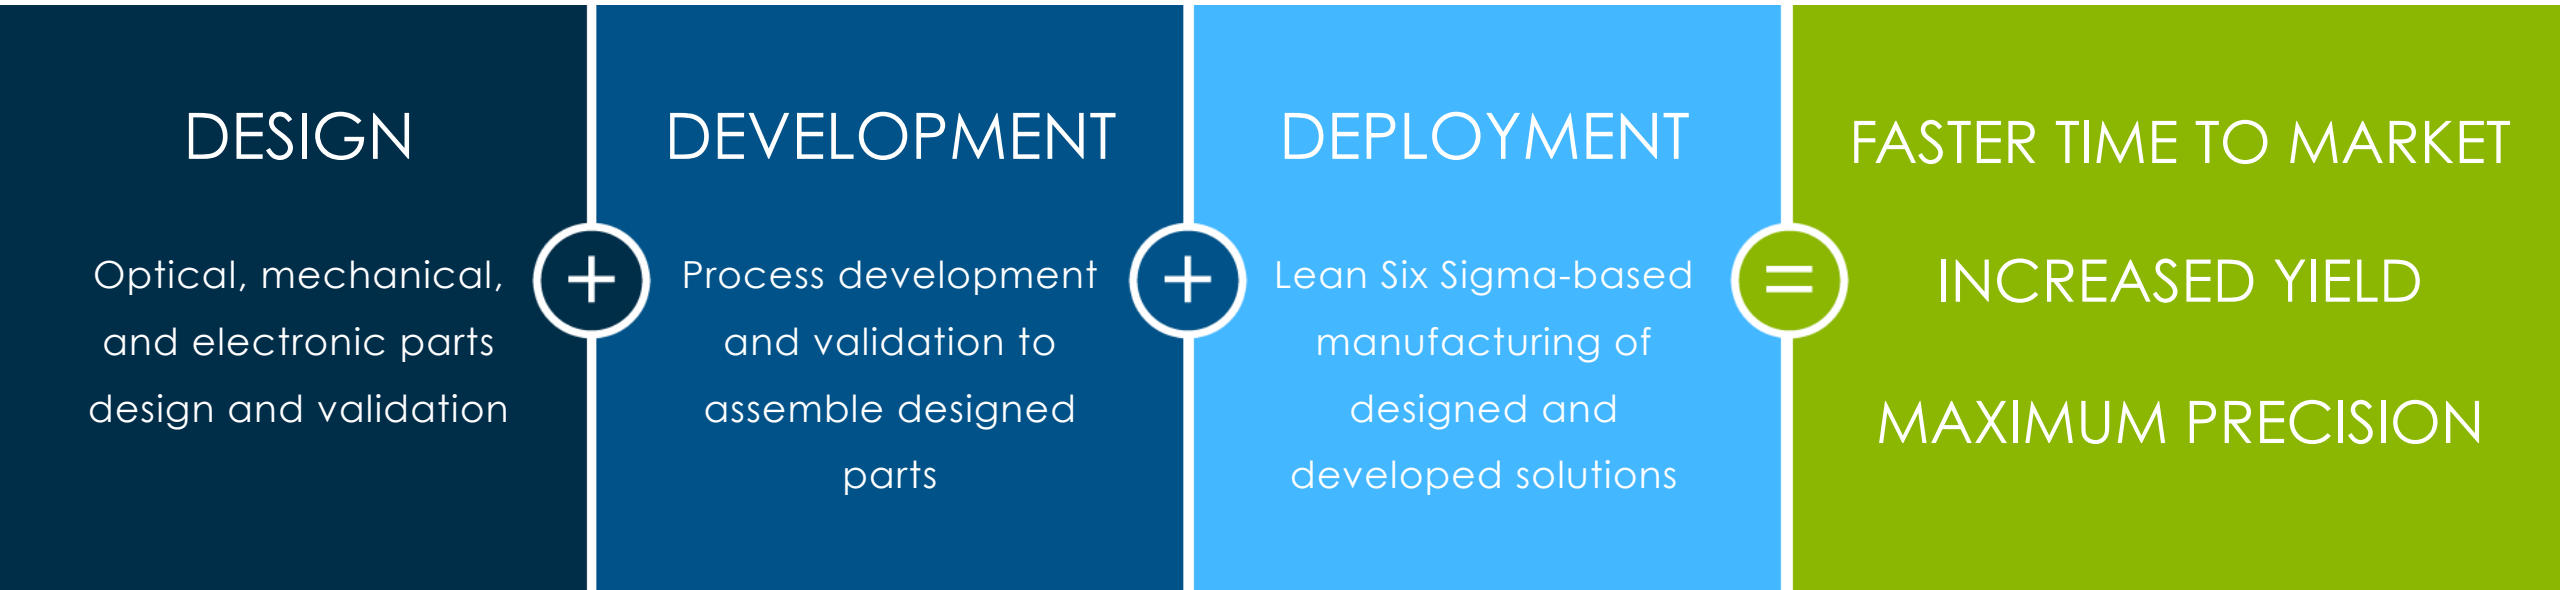 DESIGN
Optical, mechanical,
and electronic parts
design and validation
+
DEVELOPMENT
Process development
and validation to
assemble designed
parts
+
DEPLOYMENT
Lean Six Sigma-based
manufacturing of
designed and
developed solutions
=
FASTER TIME TO MARKET
INCREASED YIELD
MAXIMUM PRECISION